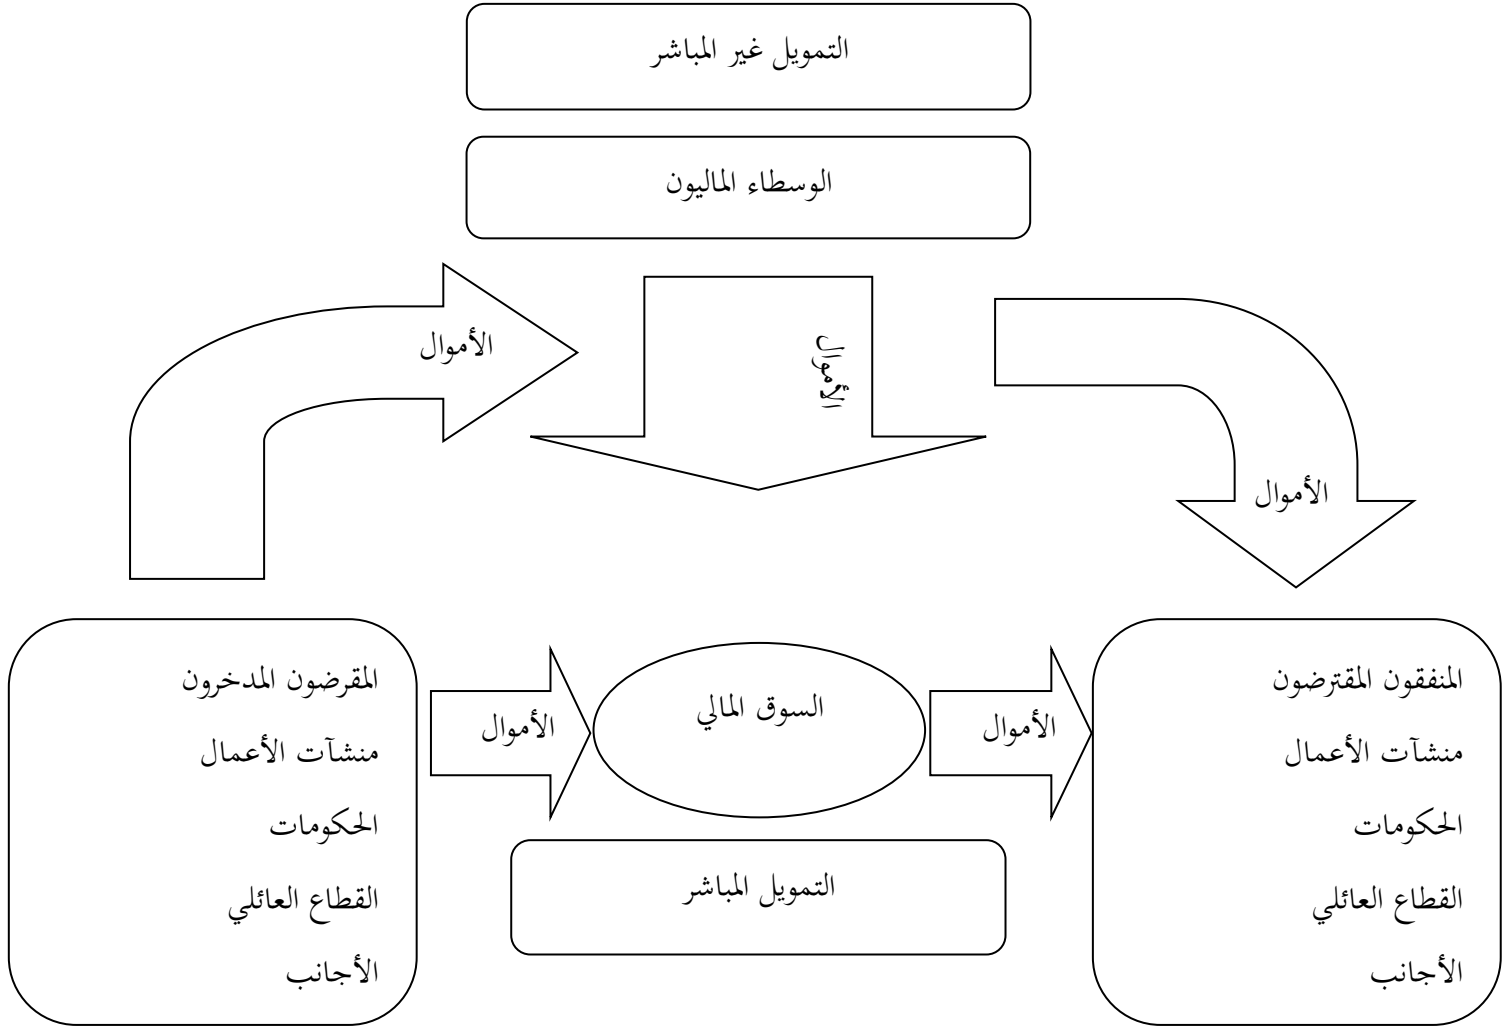 التمويل غير المباشر
الوسطاء الماليون
الأموال
الأموال
الأموال
المنفقون المقترضون
منشآت الأعمال
الحكومات
القطاع العائلي
الأجانب
الأموال
السوق المالي
الأموال
المقرضون المدخرون
منشآت الأعمال
الحكومات
القطاع العائلي
الأجانب
التمويل المباشر